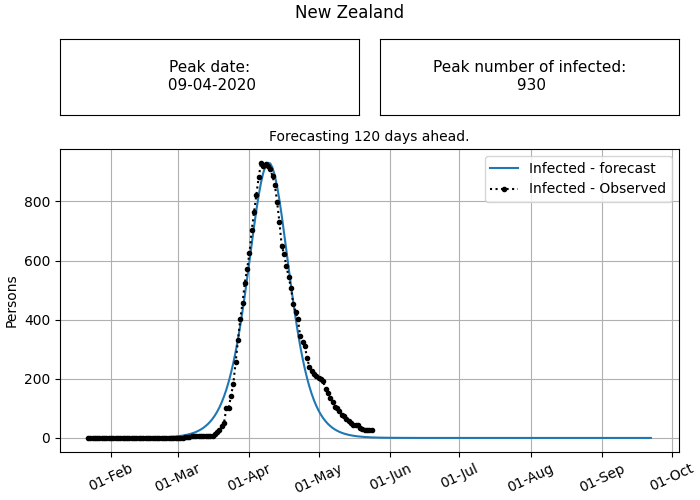 New Zealand
Peak date:
09-04-2020
Peak number of infected:
930
Forecasting 120 days ahead.
Infected - forecast
Infected - Observed
Persons
800
600
400
200
0
01-Feb
01-Mar
01-Apr
01-May
01-Jun
01-Jul
01-Aug
01-Sep
01-Oct